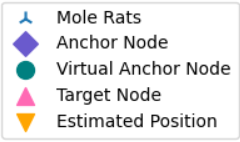 Mole Rats
Anchor Node
Virtual Anchor Node
Target Node
Estimated Position